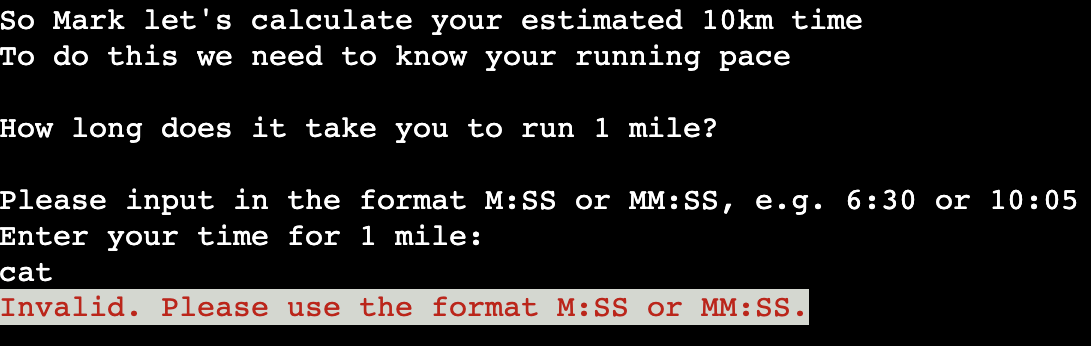 So Mark let's calculate your estimated 10km time
To do this we need to know your running pace
How long does it take you to run 1 mile?
Please input in the format M:SS or MM:SS, e.g. 6:30 or 10:05
Enter your time for 1 mile:
cat
Invalid. Please use the format M:SS or MM:SS.